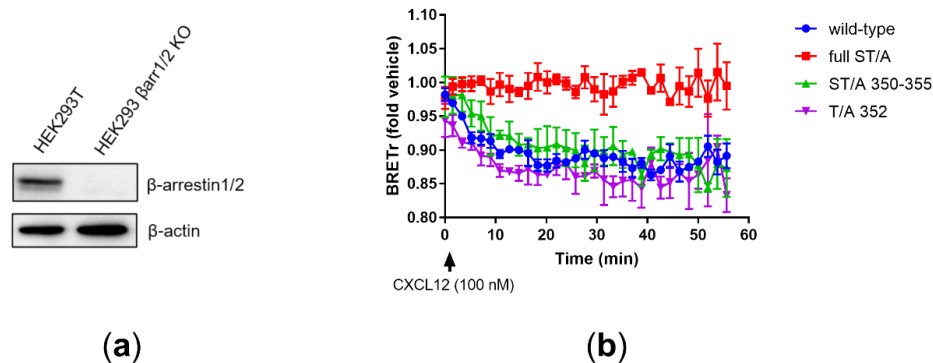 HEK293T
HEK293 βarr1/2 KO
β-arrestin1/2
β-actin
(a)
BRETr (fold vehicle)
1.10
1.05
1.00
0.95
0.90
0.85
0.80
0
10
20
30
40
50
60
Time (min)
CXCL12 (100 nM)
wild-type
full ST/A
ST/A 350-355
T/A 352
(b)